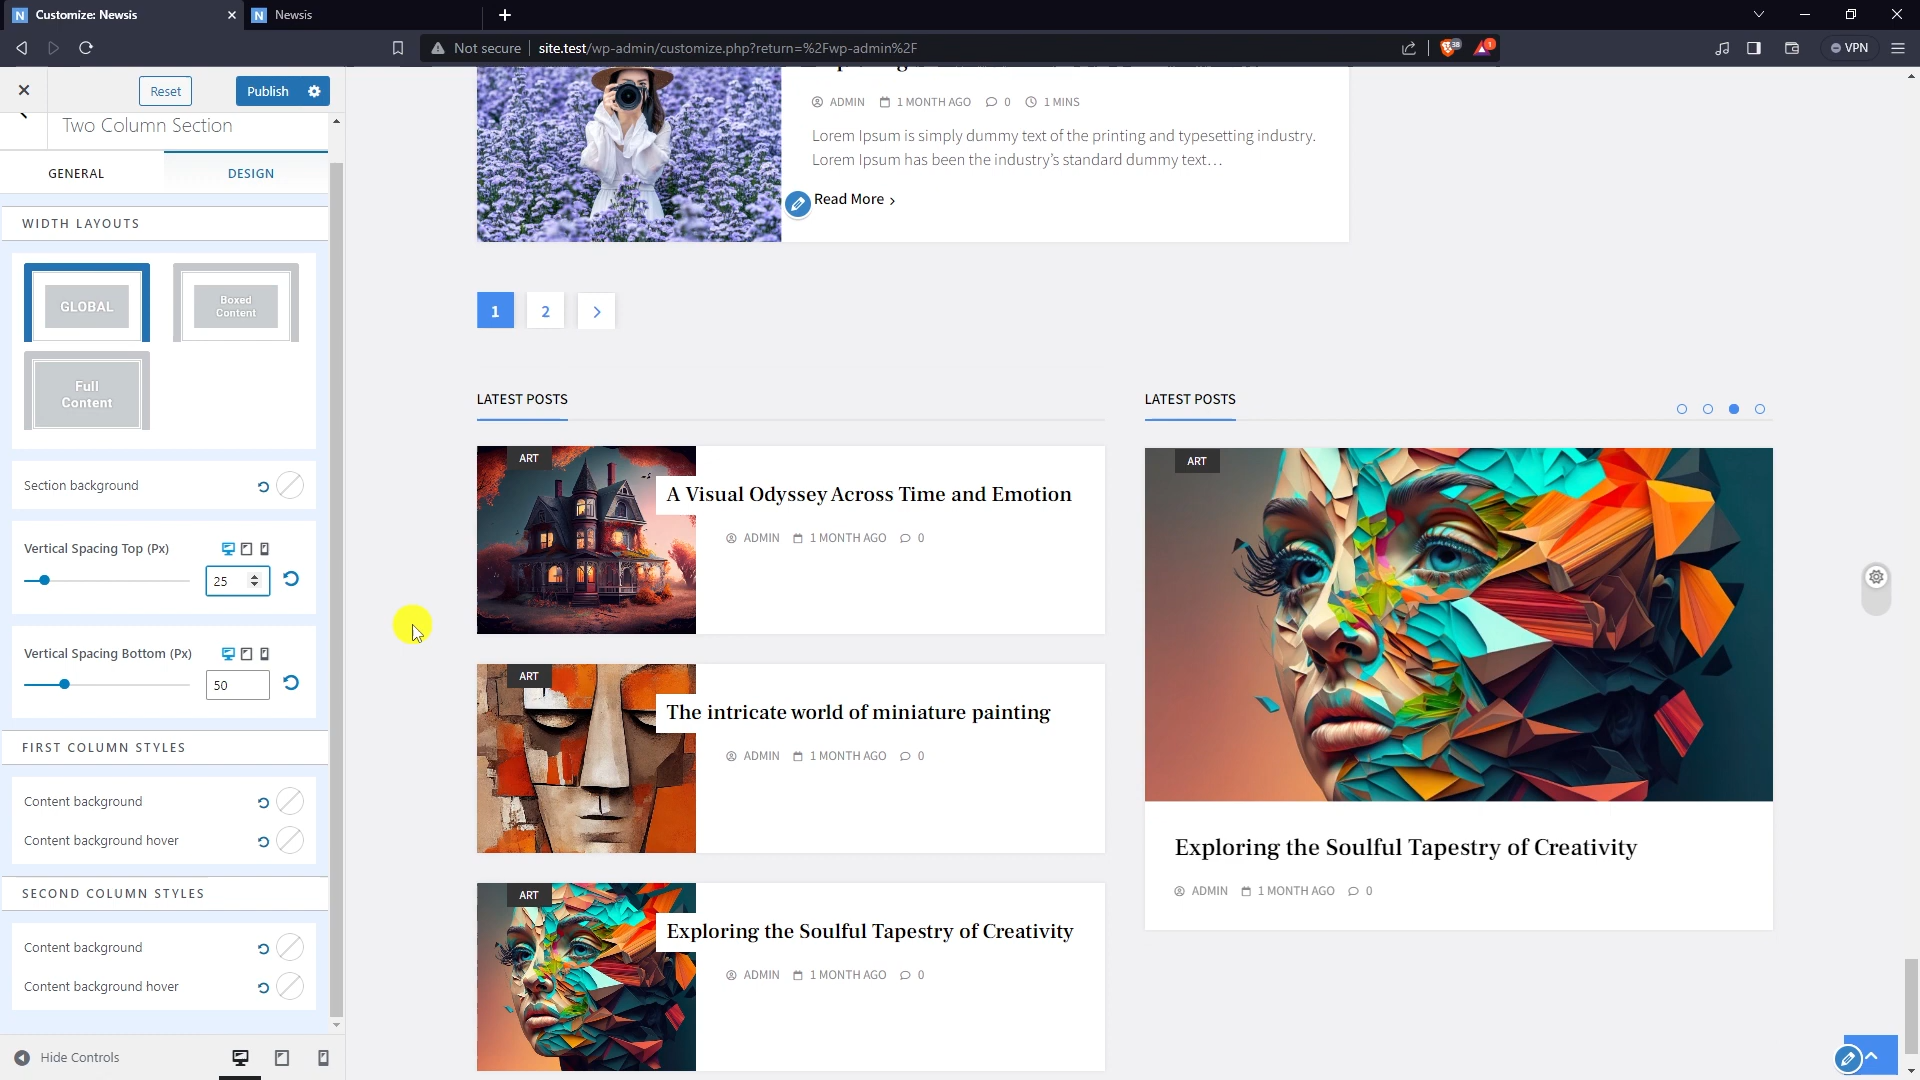 Customize: Newsis
Newsis
Not secure
site.test/wp-admin/customize.php?return=%2Fwp-admin%2F
38
1
VPN
Reset
Publish
Two Column Section
GENERAL
DESIGN
WIDTH LAYOUTS
GLOBAL
Boxed
Content
Full
Content
Section background
Vertical Spacing Top (Px)
25
Vertical Spacing Bottom (Px)
50
FIRST COLUMN STYLES
Content background
Content background hover
SECOND COLUMN STYLES
Content background
Content background hover
Hide Controls
ADMIN 1 MONTH AGO 0 1 MINS
Lorem Ipsum is simply dummy text of the printing and typesetting industry.
Lorem Ipsum has been the industry's standard dummy text...
Read More
1 2
LATEST POSTS
ART
A Visual Odyssey Across Time and Emotion
ADMIN 1 MONTH AGO 0
ART
The intricate world of miniature painting
ADMIN 1 MONTH AGO 0
ART
Exploring the Soulful Tapestry of Creativity
ADMIN 1 MONTH AGO 0
LATEST POSTS
ART
Exploring the Soulful Tapestry of Creativity
ADMIN 1 MONTH AGO 0